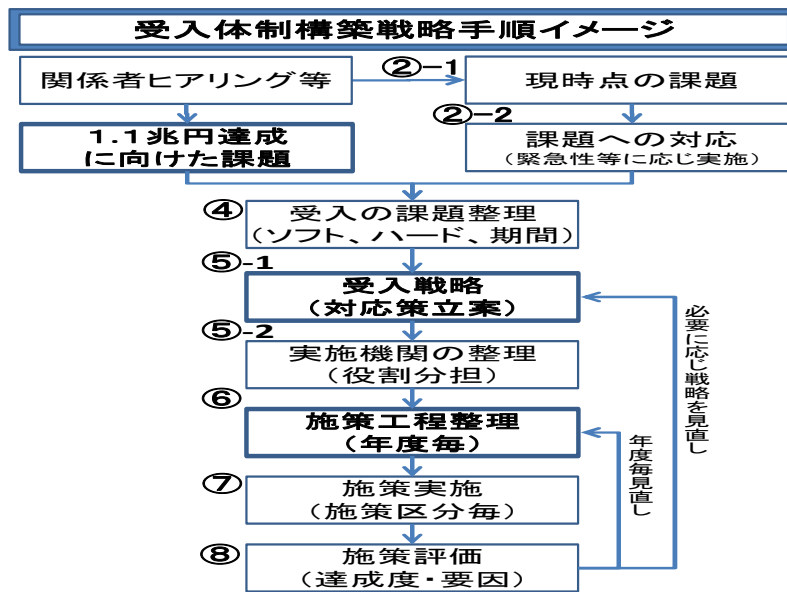 受入体制構築戦略手順イメージ
関係者ヒアリング等
②-1
現時点の課題
②-2
1.1兆円達成
に向けた課題
課題への対応
(緊急性等に応じ実施)
④
受入の課題整理
(ソフト、ハード、期間)
⑤-1
受入戦略
(対応策立案)
⑤-2
実施機関の整理
(役割分担)
⑥
施策工程整理
(年度毎)
⑦
施策実施
(施策区分毎)
⑧
施策評価
(達成度・要因)
年度毎見直し
必要に応じ戦略を見直し